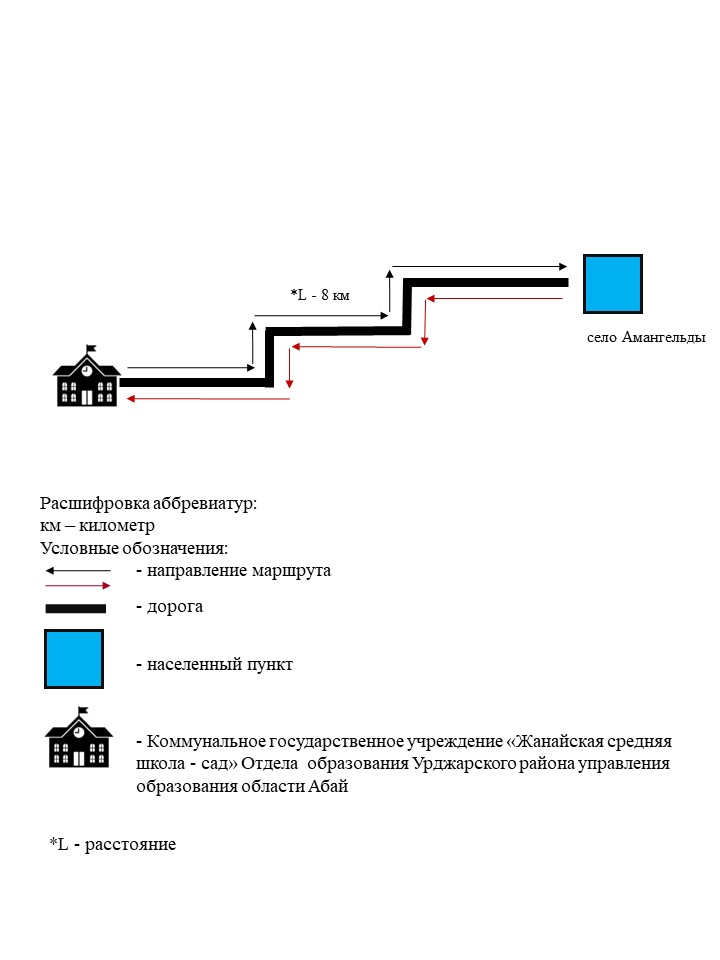 *L - 8 км
село Амангельды
Расшифровка аббревиатур:
км – километр
Условные обозначения:
- направление маршрута
- дорога
- населенный пункт
- Коммунальное государственное учреждение «Жанайская средняя
школа - сад» Отдела образования Урджарского района управления
образования области Абай
*L - расстояние